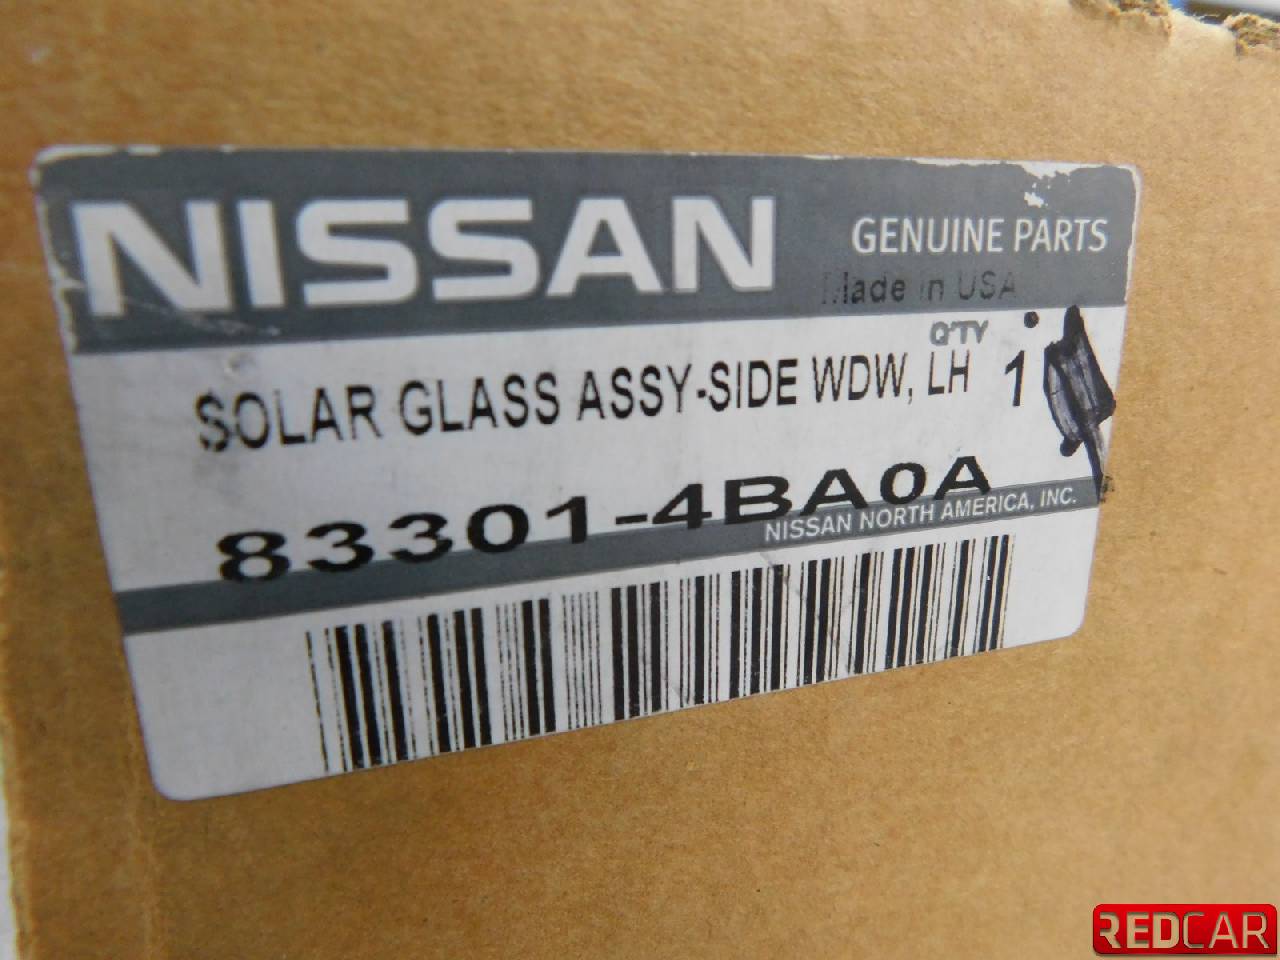 NISSAN
GENUINE PARTS
Made in USA
Q'TY
SOLAR GLASS ASSY-SIDE WDW, LH 1
83301-4BA0A
NISSAN NORTH AMERICA, INC.
REDCAR